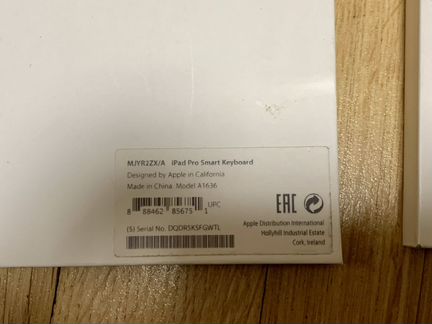 MJYR2ZX/A iPad Pro Smart Keyboard
Designed by Apple in California
Made in China Model A1636
8 88462 85675 1 UPC
(S) Serial No. DQDR5KSFGWTL
EAC
Apple Distribution International
Hollyhill Industrial Estate
Cork, Ireland